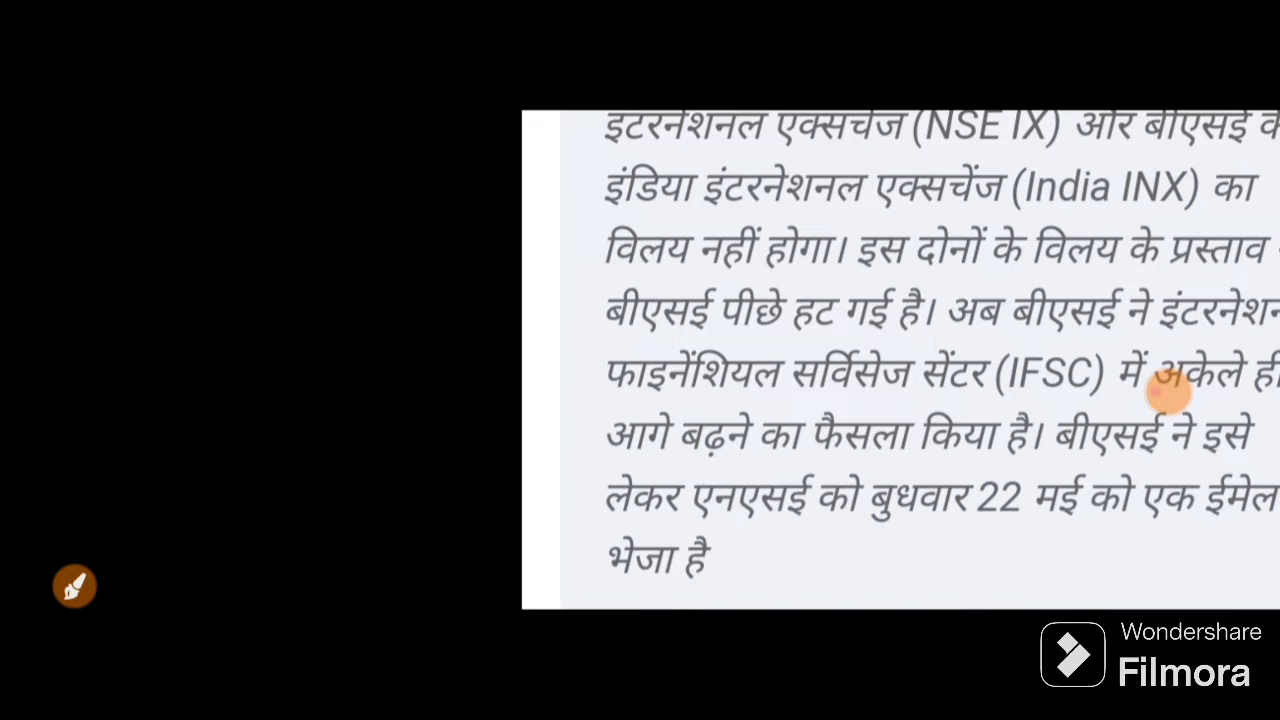 इंटरनेशनल एक्सचेंज (NSE IX) और बीएसई
इंडिया इंटरनेशनल एक्सचेंज (India INX) का
विलय नहीं होगा। इस दोनों के विलय के प्रस्ताव
बीएसई पीछे हट गई है। अब बीएसई ने
फाइनेंशियल सर्विसेज सेंटर (IFSC) में अकेले ही
आगे बढ़ने का फैसला किया है। बीएसई ने इसे
लेकर एनएसई को बुधवार 22 मई को एक ईमेल
भेजा है
Wondershare
Filmora